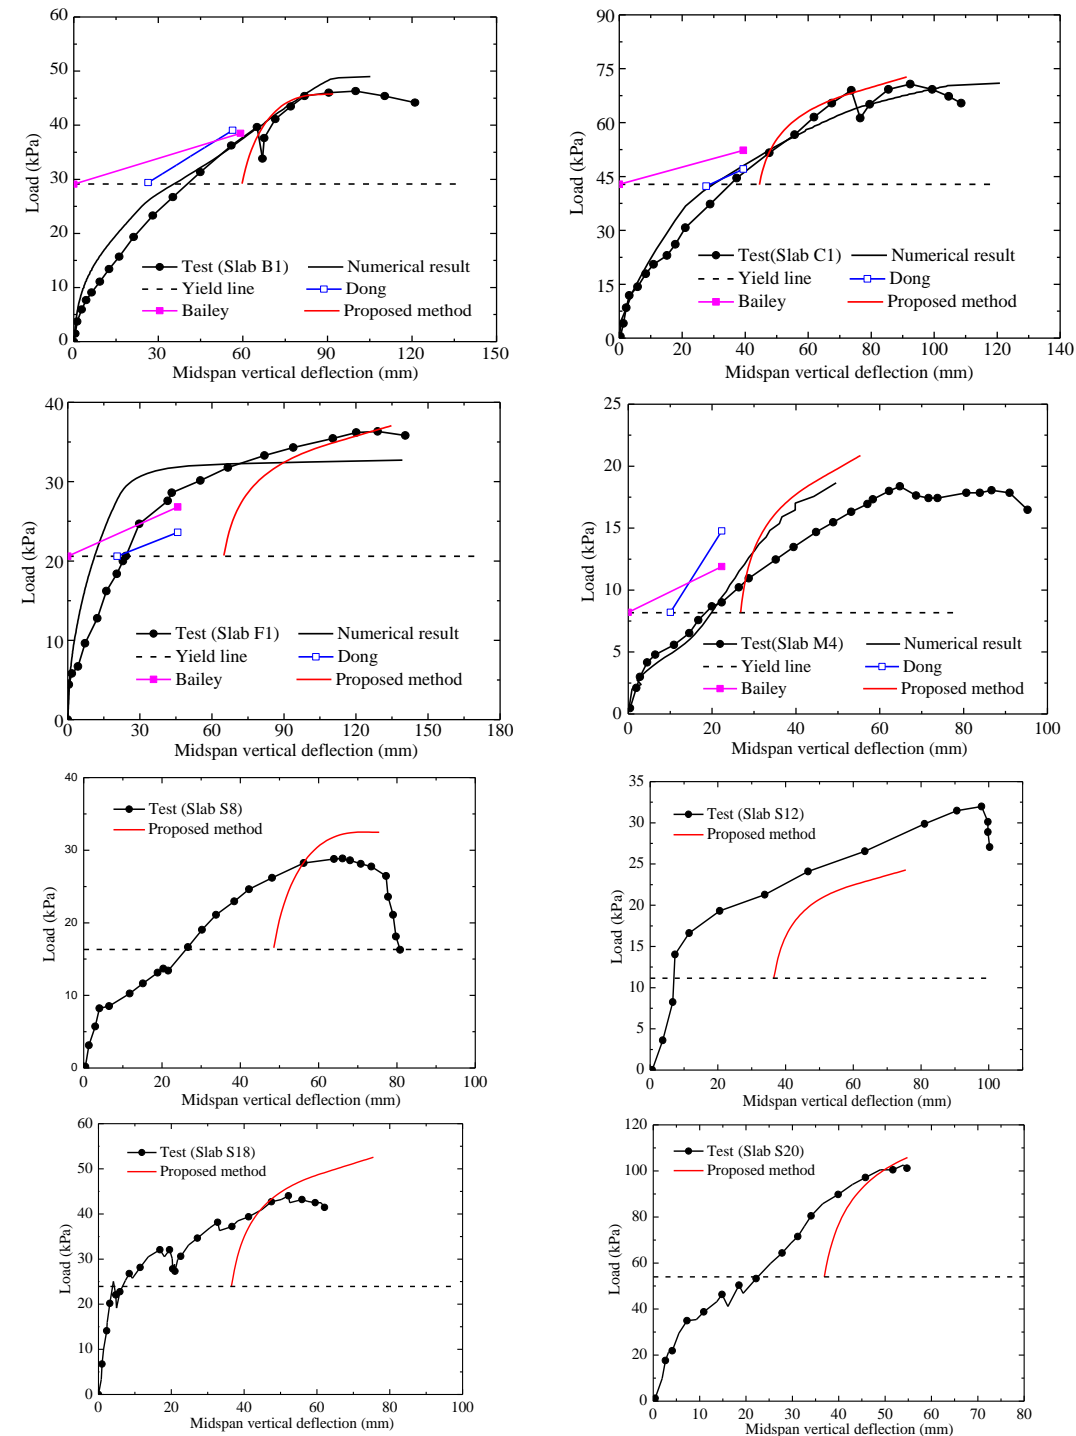 60
50
40
30
20
10
0
Load (kPa)
Test (Slab B1)
Numerical result
Yield line
Dong
Bailey
Proposed method
0 30 60 90 120 150
Midspan vertical deflection (mm)
90
75
60
45
30
15
0
Load (kPa)
Test(Slab C1)
Numerical result
Yield line
Dong
Bailey
Proposed method
0 20 40 60 80 100 120 140
Midspan vertical deflection (mm)
40
30
20
10
0
Load (kPa)
Test (Slab F1)
Numerical result
Yield line
Dong
Bailey
Proposed method
0 30 60 90 120 150 180
Midspan vertical deflection (mm)
25
20
15
10
5
0
Load (kPa)
Test(Slab M4)
Numerical result
Yield line
Dong
Bailey
Proposed method
0 20 40 60 80 100
Midspan vertical deflection (mm)
40
30
20
10
0
Load (kPa)
Test (Slab S8)
Proposed method
0 20 40 60 80 100
Midspan vertical deflection (mm)
35
30
25
20
15
10
5
0
Load (kPa)
Test (Slab S12)
Proposed method
0 20 40 60 80 100
Midspan vertical deflection (mm)
60
50
40
30
20
10
0
Load (kPa)
Test (Slab S18)
Proposed method
0 20 40 60 80 100
Midspan vertical deflection (mm)
120
100
80
60
40
20
0
Load (kPa)
Test (Slab S20)
Proposed method
0 10 20 30 40 50 60 70 80
Midspan vertical deflection (mm)